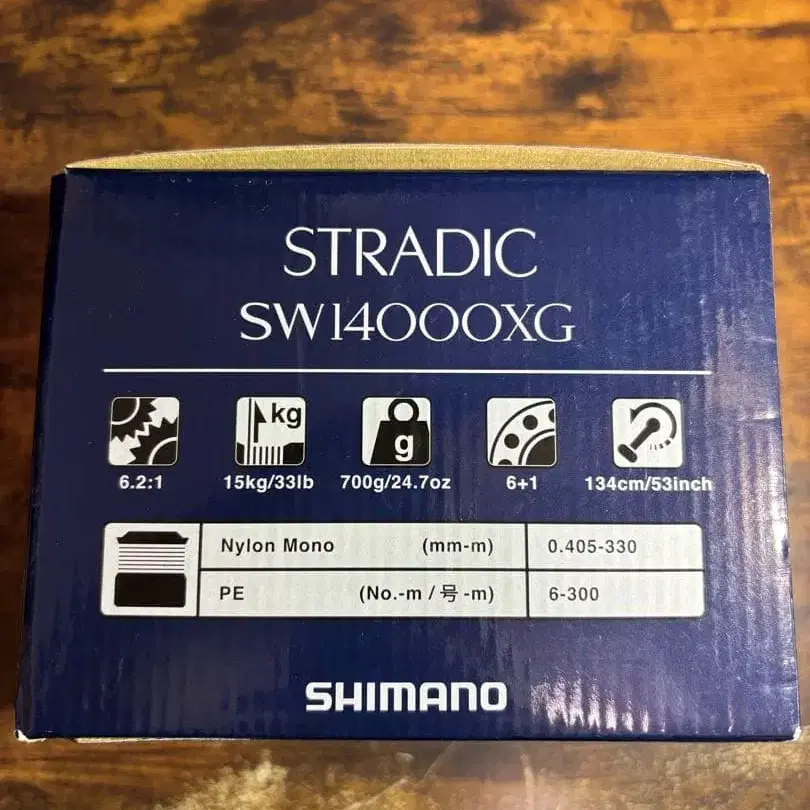 STRADIC
SW14000XG
kg
g
6.2:1 15kg/33lb 700g/24.7oz 6+1 134cm/53inch
Nylon Mono (mm-m) 0.405-330
PE (No.-m / 号-m) 6-300
SHIMANO